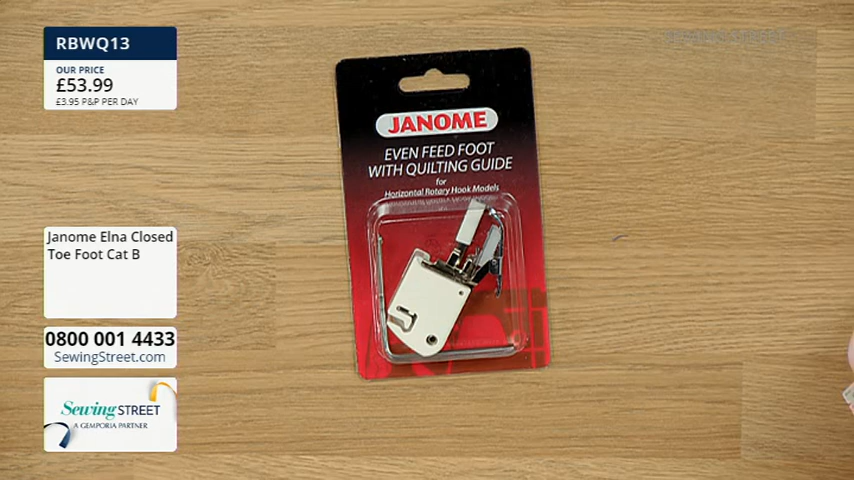 RBWQ13
OUR PRICE
£53.99
£3.95 P&P PER DAY
Janome Elna Closed
Toe Foot Cat B
0800 001 4433
SewingStreet.com
Sewing STREET
A GEMPORIA PARTNER
JANOME
EVEN FEED FOOT
WITH QUILTING GUIDE
for
Horizontal Rotary Hook Models